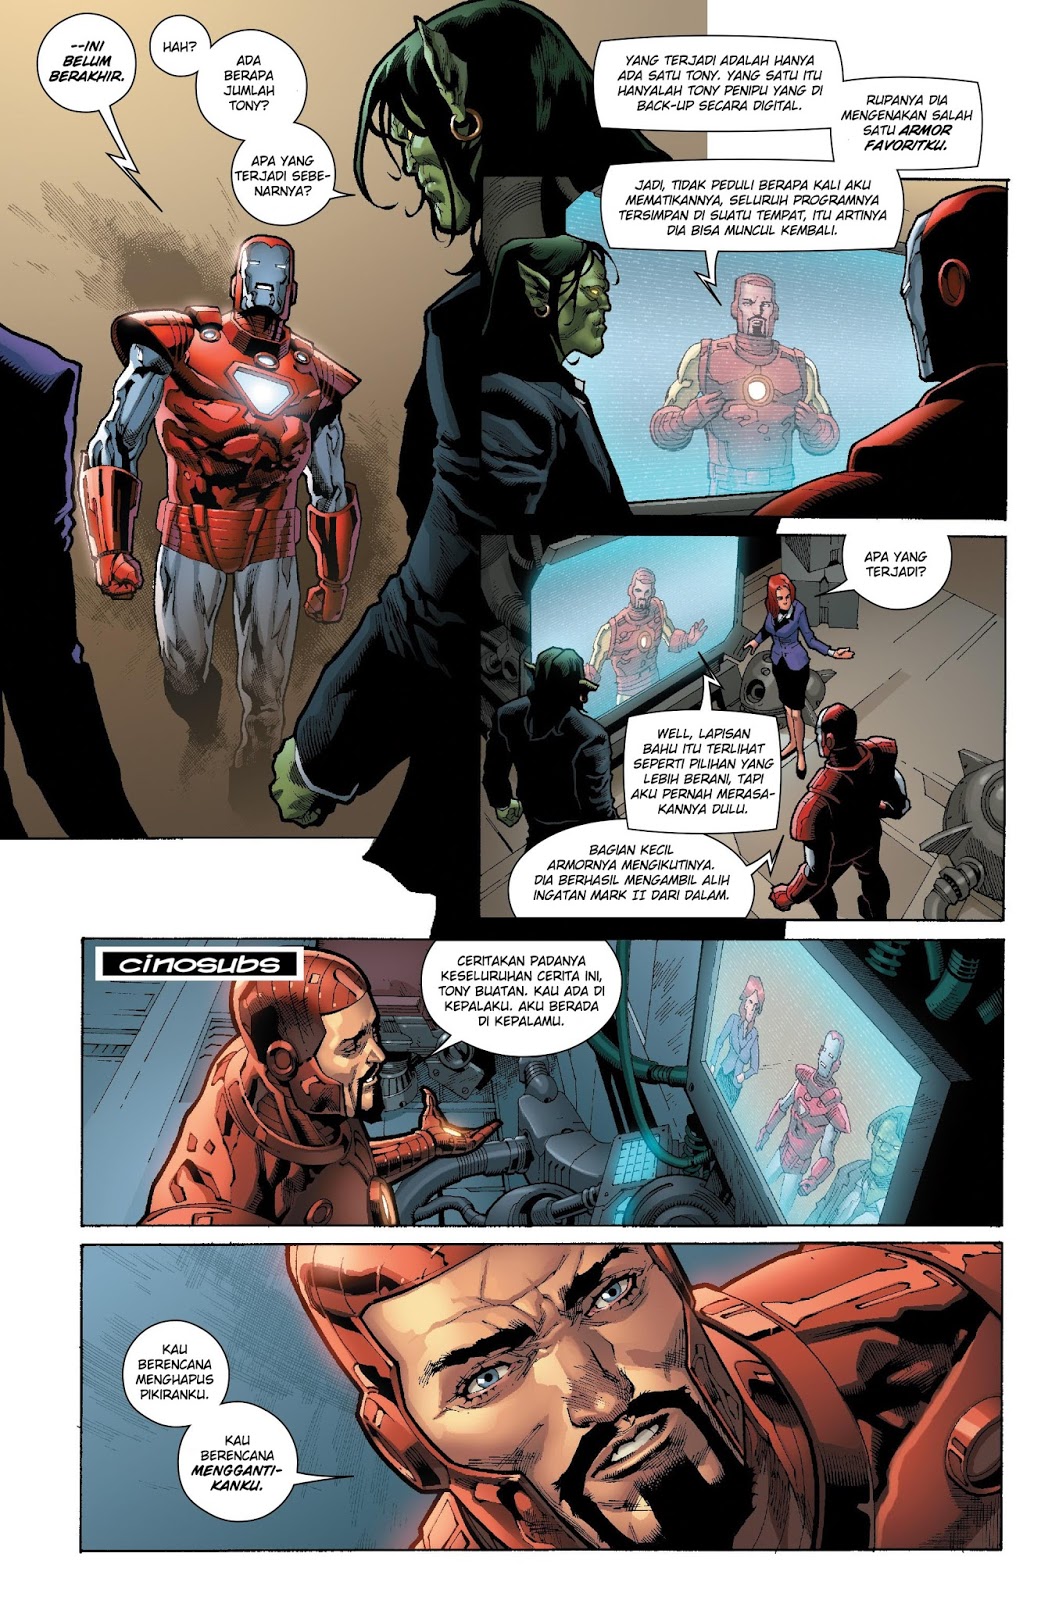 --INI
BELUM
BERAKHIR.
HAH?
ADA
BERAPA
JUMLAH
TONY?
APA YANG
TERJADI SEBE-
NARNYA?
YANG TERJADI ADALAH HANYA
ADA SATU TONY. YANG SATU ITU
HANYALAH TONY PENIPU YANG DI
BACK-UP SECARA DIGITAL.
RUPANYA DIA
MENGENAKAN SALAH
SATU ARMOR
FAVORITKU.
JADI, TIDAK PEDULI BERAPA KALI AKU
MEMATIKANNYA, SELURUH PROGRAMNYA
TERSIMPAN DI SUATU TEMPAT, ITU ARTINYA
DIA BISA MUNCUL KEMBALI.
APA YANG
TERJADI?
WELL, LAPISAN
BAHU ITU TERLIHAT
SEPERTI PILIHAN YANG
LEBIH BERANI, TAPI
AKU PERNAH MERASA-
KANNYA DULU.
BAGIAN KECIL
ARMORNYA MENGIKUTINYA.
DIA BERHASIL MENGAMBIL ALIH
INGATAN MARK II DARI DALAM.
cinosubs
CERITAKAN PADANYA
KESELURUHAN CERITA INI,
TONY BUATAN. KAU ADA DI
KEPALAKU. AKU BERADA
DI KEPALAMU.
KAU
BERENCANA
MENGHAPUS
PIKIRANKU.
KAU
BERENCANA
MENGGANTI-
KANKU.